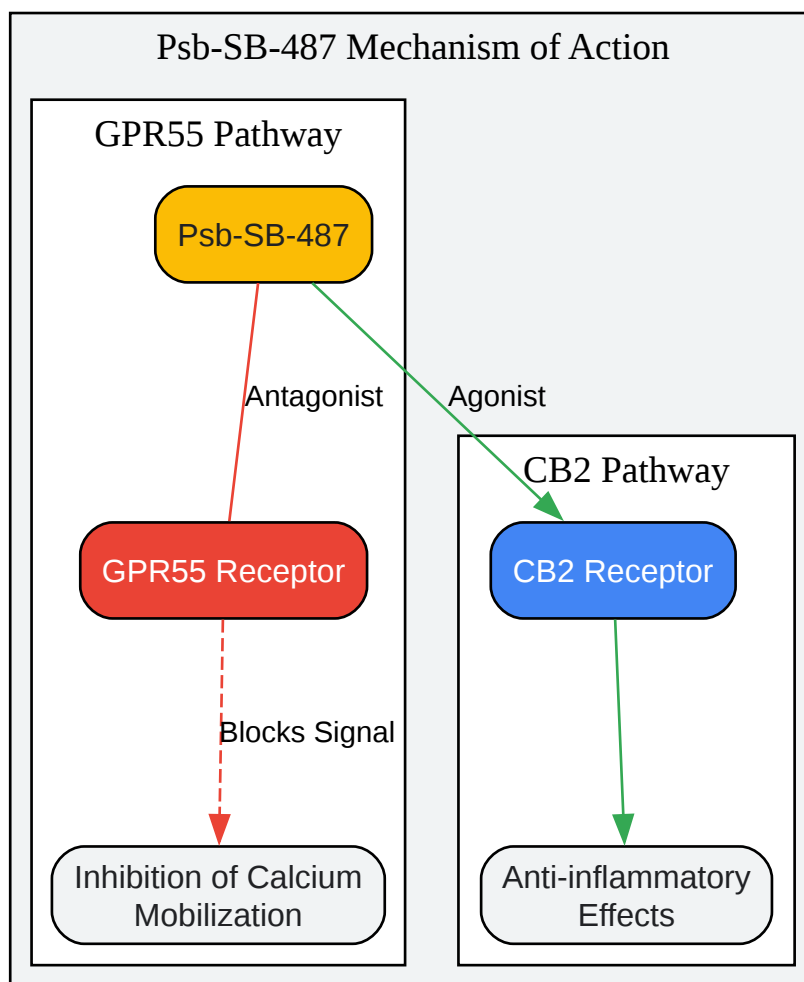 Psb-SB-487 Mechanism of Action
GPR55 Pathway
Psb-SB-487
Antagonist
Agonist
CB2 Pathway
GPR55 Receptor
CB2 Receptor
Blocks Signal
Inhibition of Calcium
Mobilization
Anti-inflammatory
Effects